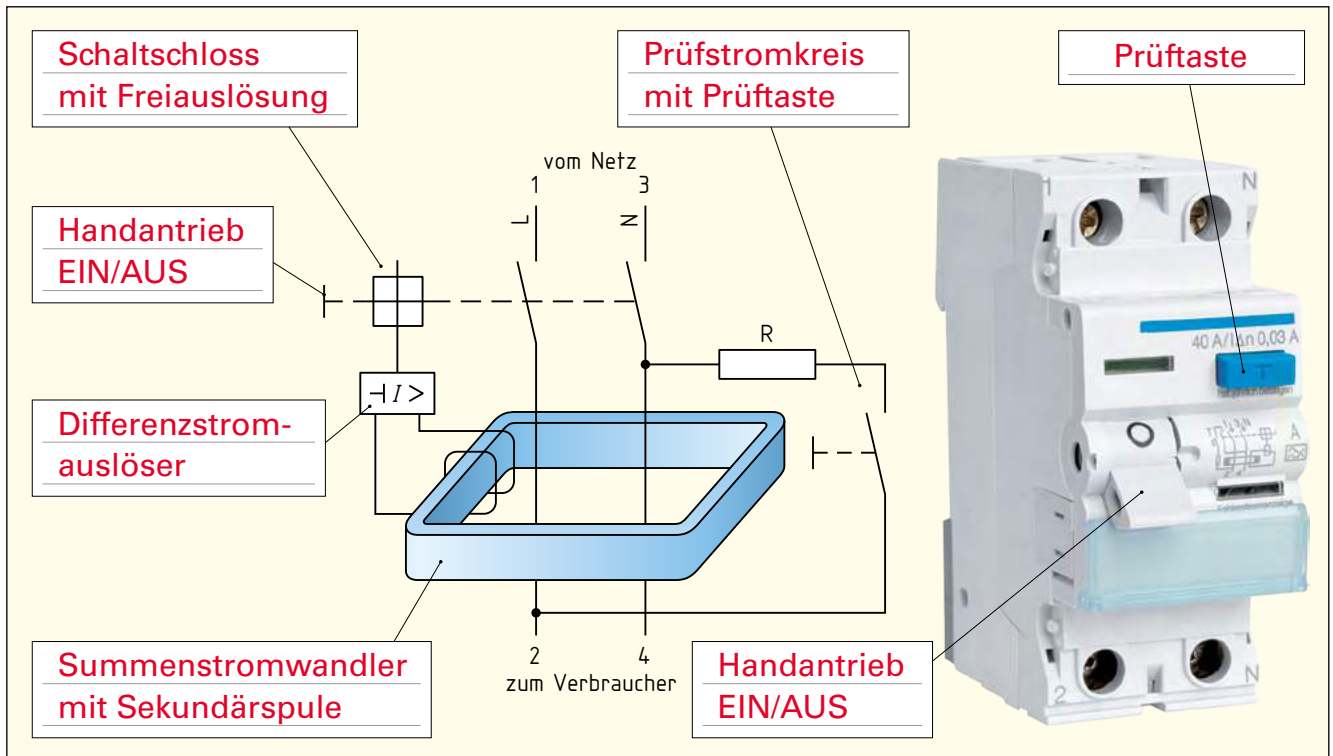 Schaltschloss
mit Freiauslösung
Prüfstromkreis
mit Prüftaste
Prüftaste
vom Netz
1 3
L N
Handantrieb
EIN/AUS
R
I >
Differenzstrom-
auslöser
Summenstromwandler
mit Sekundärspule
2 4
zum Verbraucher
Handantrieb
EIN/AUS
1 N
40 A/IΔn 0,03 A
T
O
A
2 N